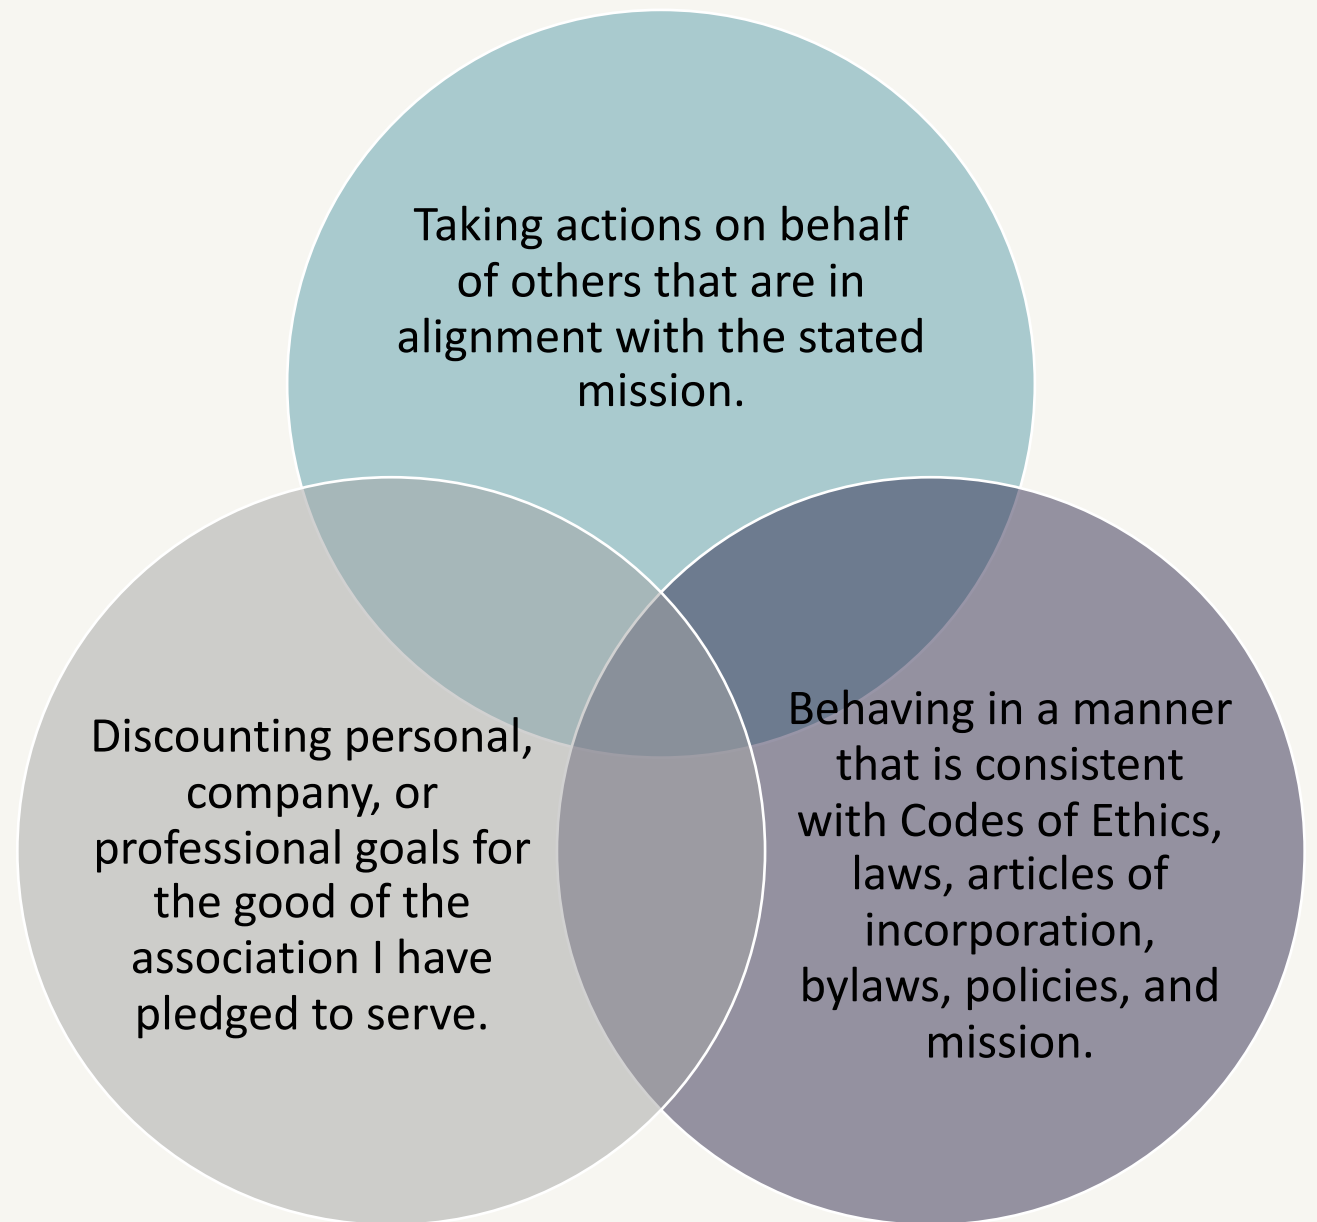 Taking actions on behalf
of others that are in
alignment with the stated
mission.
Discounting personal,
company, or
professional goals for
the good of the
association I have
pledged to serve.
Behaving in a manner
that is consistent
with Codes of Ethics,
laws, articles of
incorporation,
bylaws, policies, and
mission.